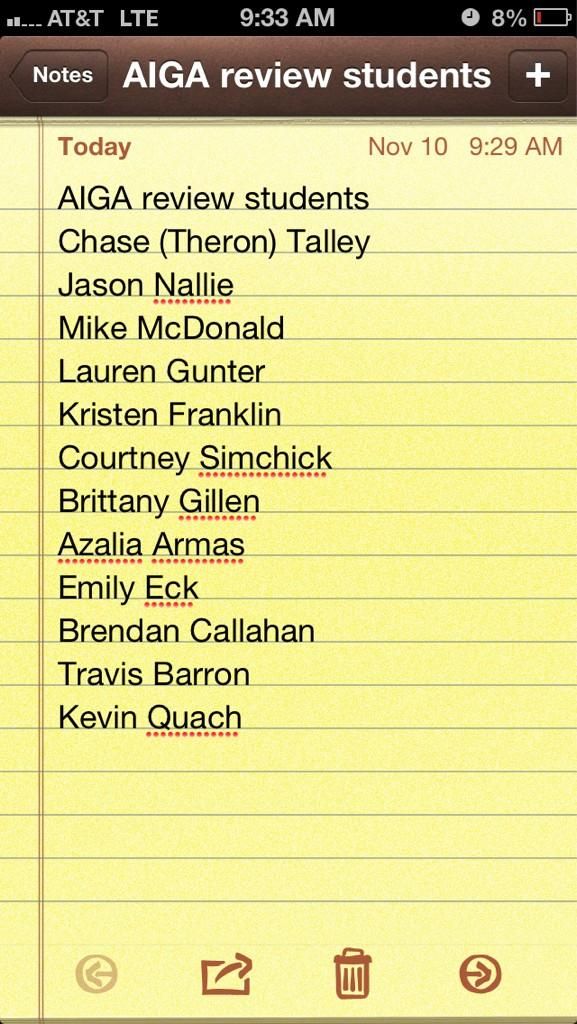 AT&T LTE 9:33 AM 8%
Notes AIGA review students +
Today Nov 10 9:29 AM
AIGA review students
Chase (Theron) Talley
Jason Nallie
Mike McDonald
Lauren Gunter
Kristen Franklin
Courtney Simchick
Brittany Gillen
Azalia Armas
Emily Eck
Brendan Callahan
Travis Barron
Kevin Quach